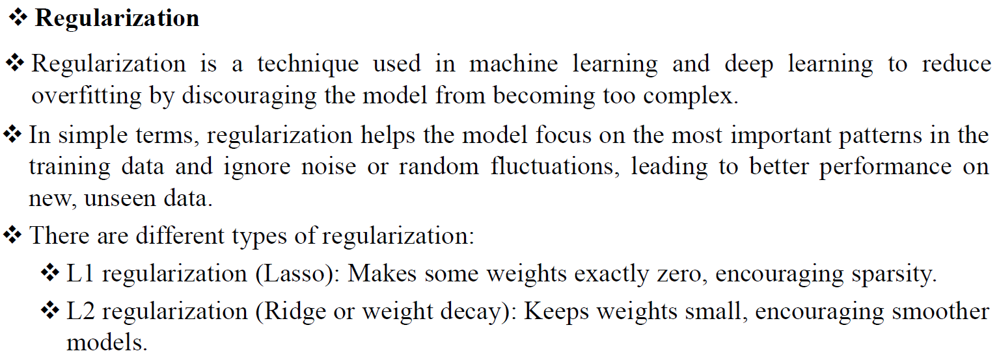 ❖ Regularization
❖ Regularization is a technique used in machine learning and deep learning to reduce
overfitting by discouraging the model from becoming too complex.
❖ In simple terms, regularization helps the model focus on the most important patterns in the
training data and ignore noise or random fluctuations, leading to better performance on
new, unseen data.
❖ There are different types of regularization:
❖ L1 regularization (Lasso): Makes some weights exactly zero, encouraging sparsity.
❖ L2 regularization (Ridge or weight decay): Keeps weights small, encouraging smoother
models.